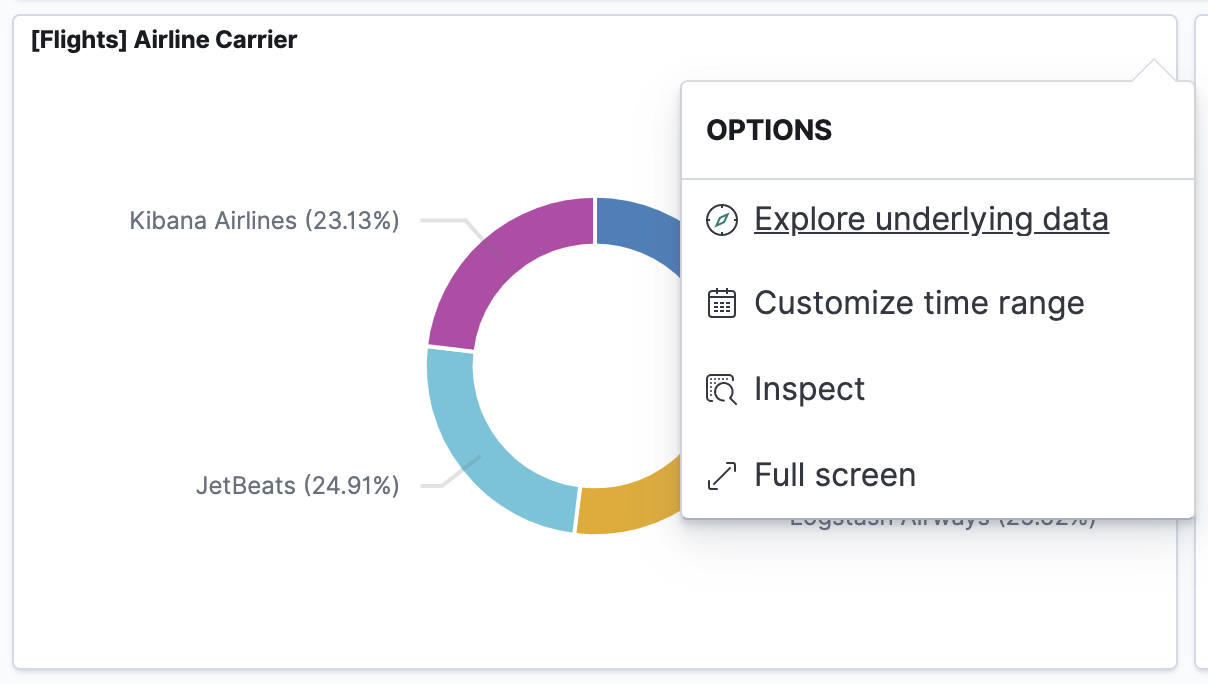 [Flights] Airline Carrier
OPTIONS
Kibana Airlines (23.13%)
Explore underlying data
Customize time range
Inspect
Full screen
JetBeats (24.91%)
Logstash Airways